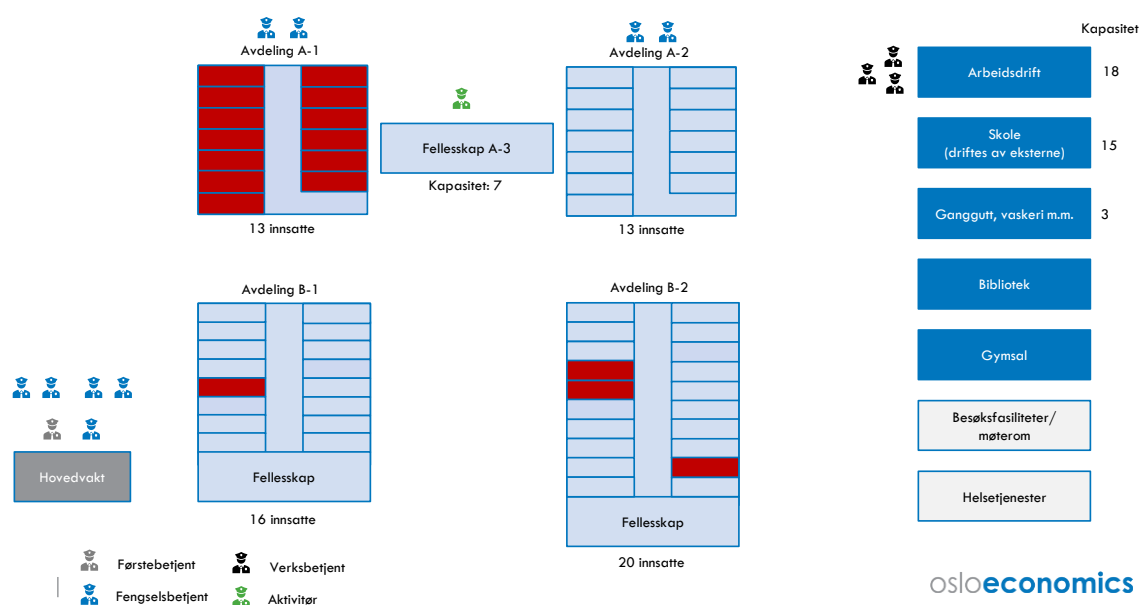 Kapasitet
Avdeling A-1
Avdeling A-2
Arbeidsdrift
18
Fellesskap A-3
Kapasitet: 7
Skole
(driftes av eksterne)
15
13 innsatte
13 innsatte
Ganggutt, vaskeri m.m.
3
Avdeling B-1
Avdeling B-2
Bibliotek
Gymsal
Besøksfasiliteter/
møterom
Hovedvakt
Fellesskap
Helsetjenester
16 innsatte
Fellesskap
20 innsatte
Førstebetjent
Verksbetjent
Fengselsbetjent
Aktivitør
osloeconomics